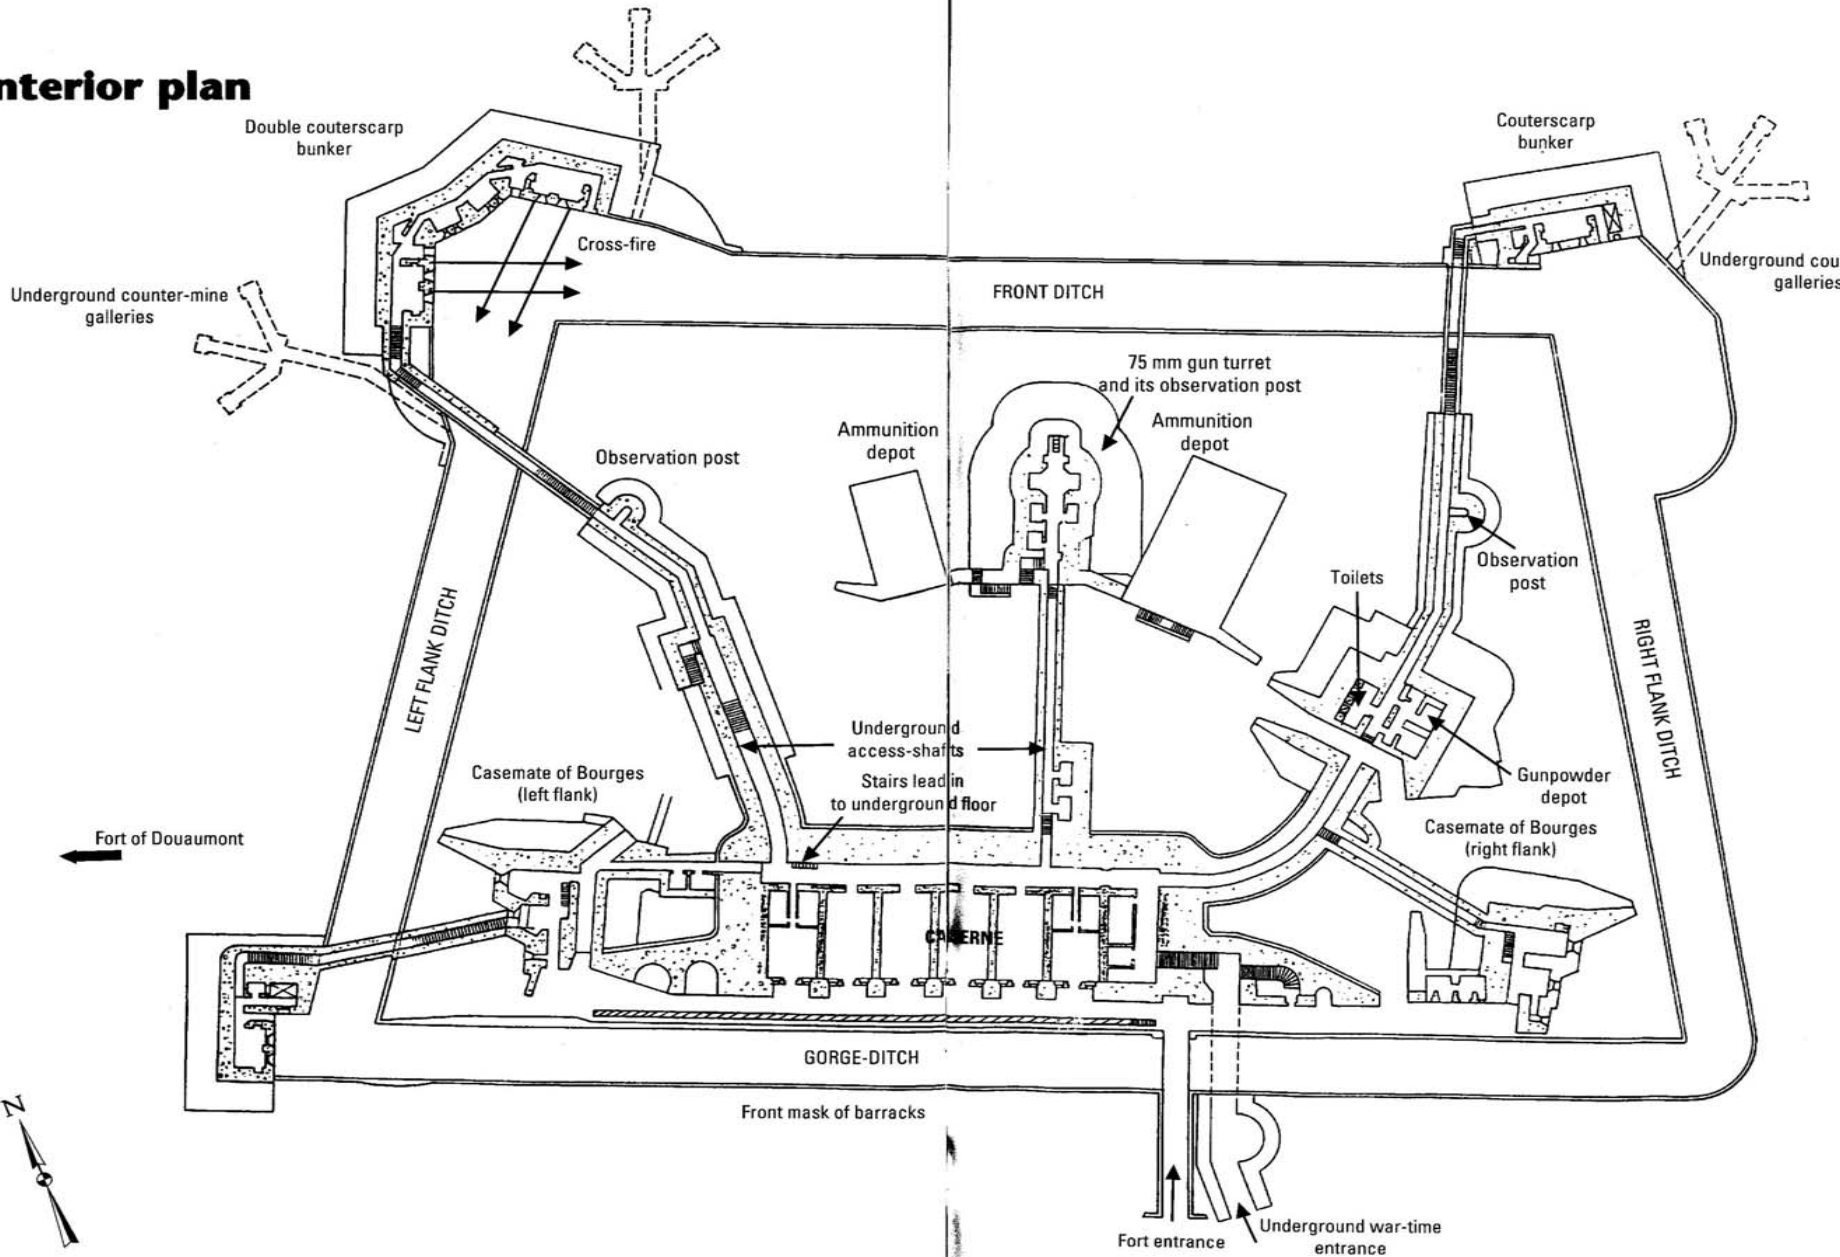 nterior plan
Double couterscarp
bunker
Couterscarp
bunker
Cross-fire
Underground counter-mine
galleries
Underground cou
galleries
FRONT DITCH
75 mm gun turret
and its observation post
Ammunition
depot
Ammunition
depot
Observation post
Observation
post
Toilets
LEFT FLANK DITCH
RIGHT FLANK DITCH
Underground
access-shafts
Stairs lead in
to underground floor
Casemate of Bourges
(left flank)
Gunpowder
depot
Casemate of Bourges
(right flank)
Fort of Douaumont
CASERNE
GORGE-DITCH
Front mask of barracks
N
Fort entrance
Underground war-time
entrance